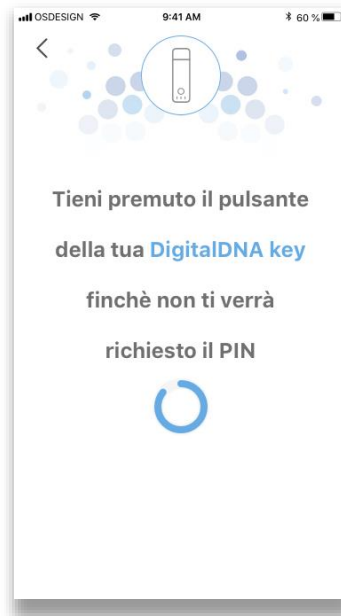 OSDESIGN 9:41 AM 60 %
Tieni premuto il pulsante
della tua DigitalDNA key
finchè non ti verrà
richiesto il PIN